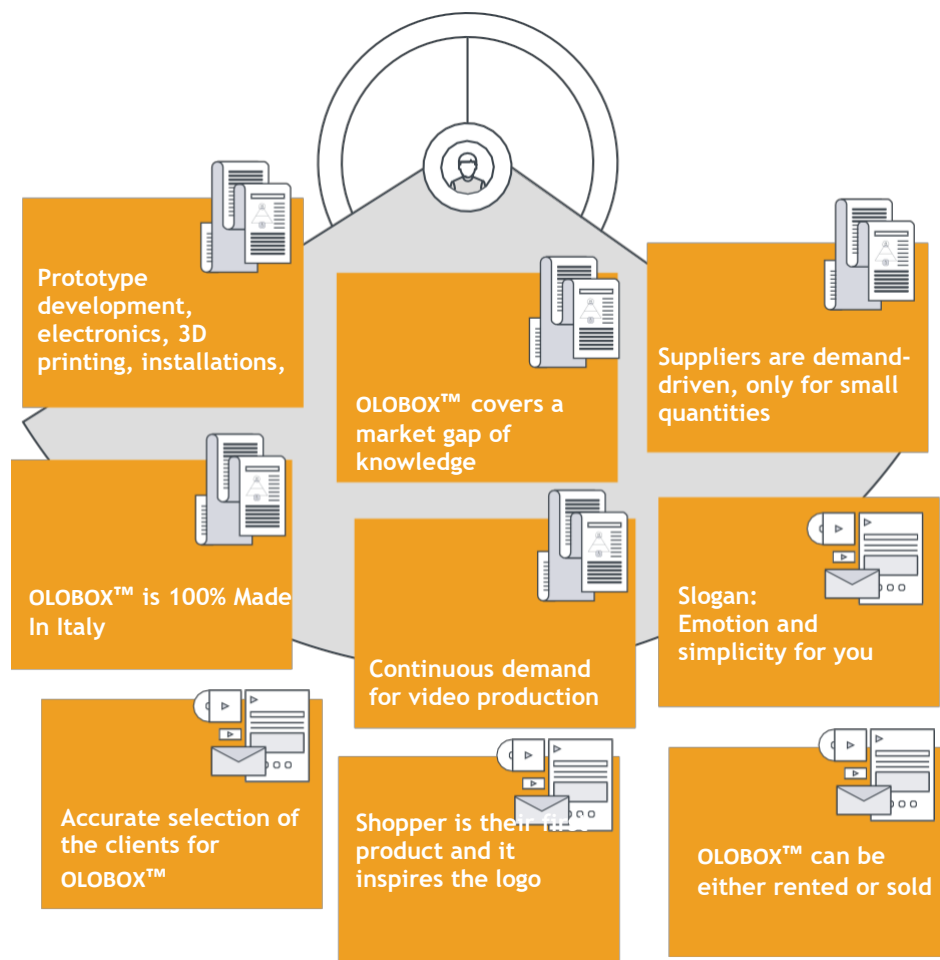 Prototype
development,
electronics, 3D
printing, installations,
OLOBOX™ covers a
market gap of
knowledge
Suppliers are demand-
driven, only for small
quantities
OLOBOX™ is 100% Made
In Italy
Continuous demand
for video production
Slogan:
Emotion and
simplicity for you
Accurate selection of
the clients for
OLOBOX™
Shopper is their first
product and it
inspires the logo
OLOBOX™ can be
either rented or sold